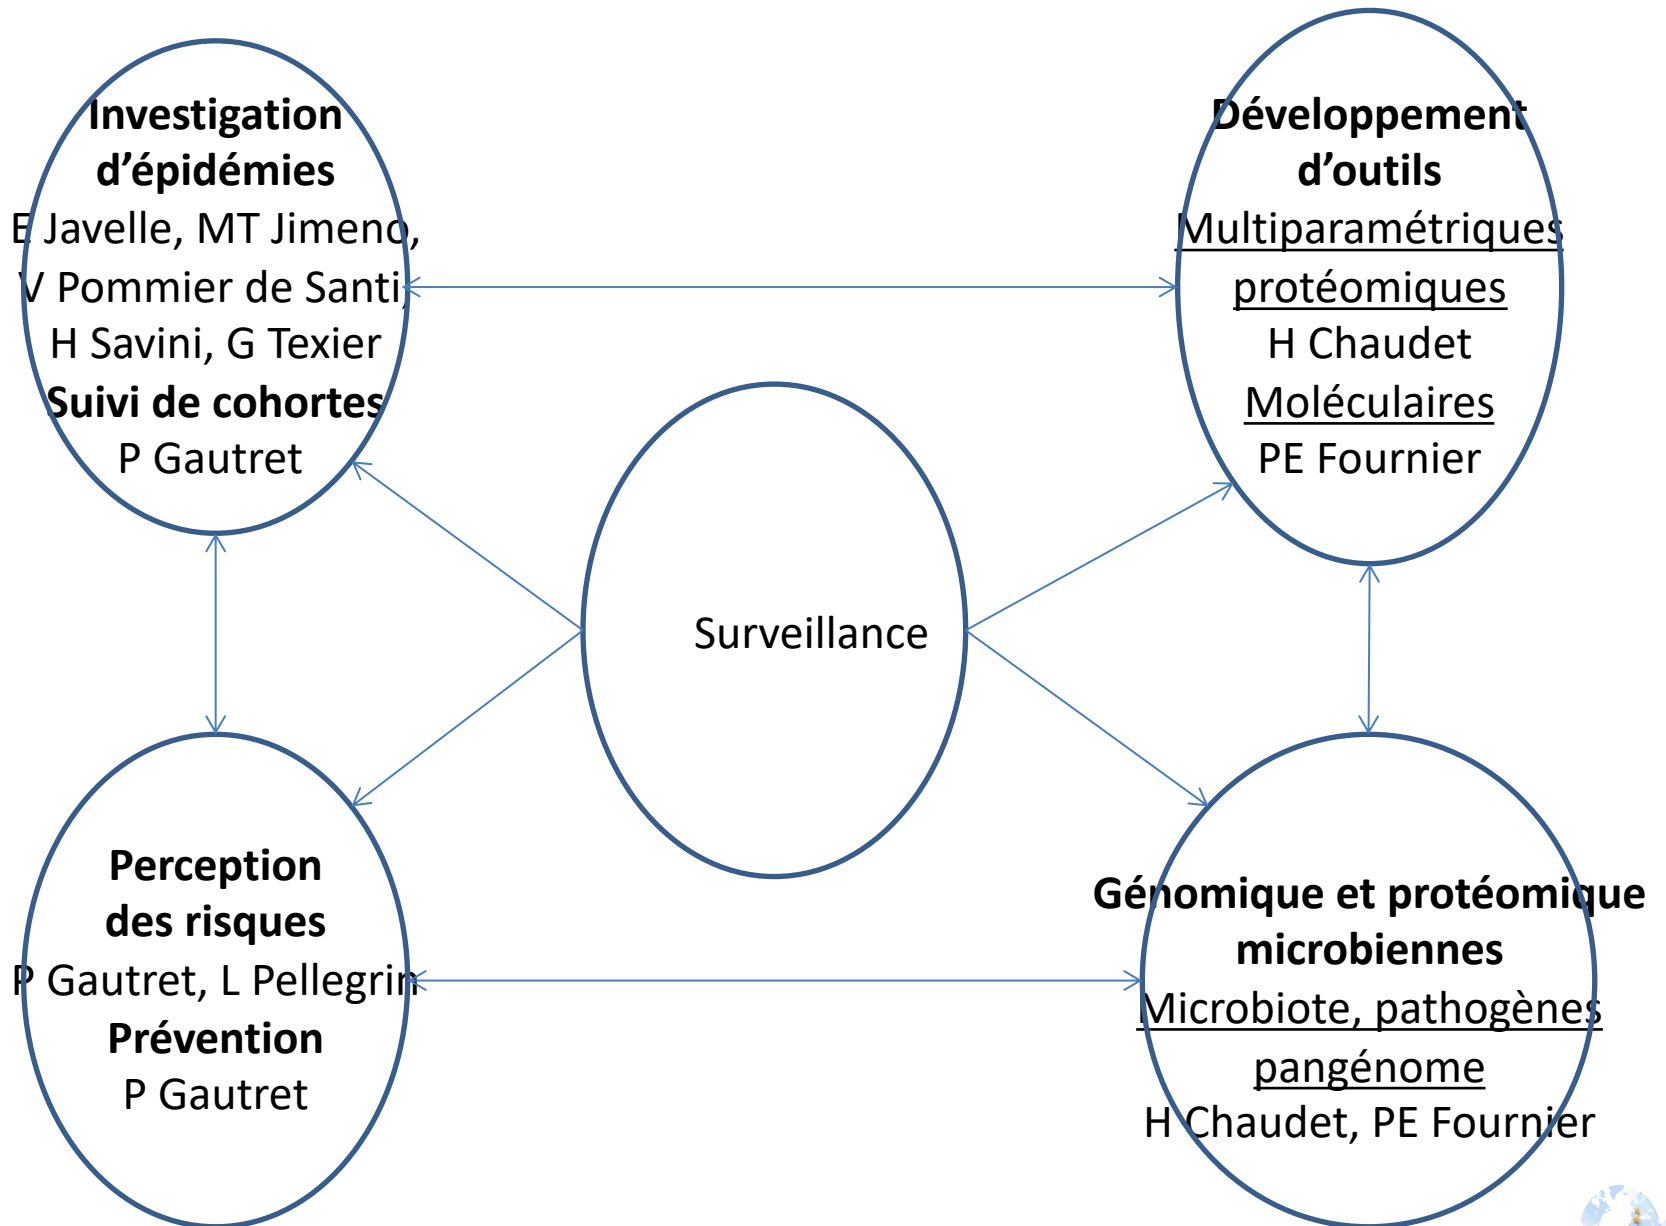 Investigation
d’épidémies
E Javelle, MT Jimeno,
V Pommier de Santi,
H Savini, G Texier
Suivi de cohortes
P Gautret
Développement
d’outils
Multiparamétriques
protéomiques
H Chaudet
Moléculaires
PE Fournier
Surveillance
Perception
des risques
P Gautret, L Pellegrin
Prévention
P Gautret
Génomique et protéomique
microbiennes
Microbiote, pathogènes
pangénome
H Chaudet, PE Fournier